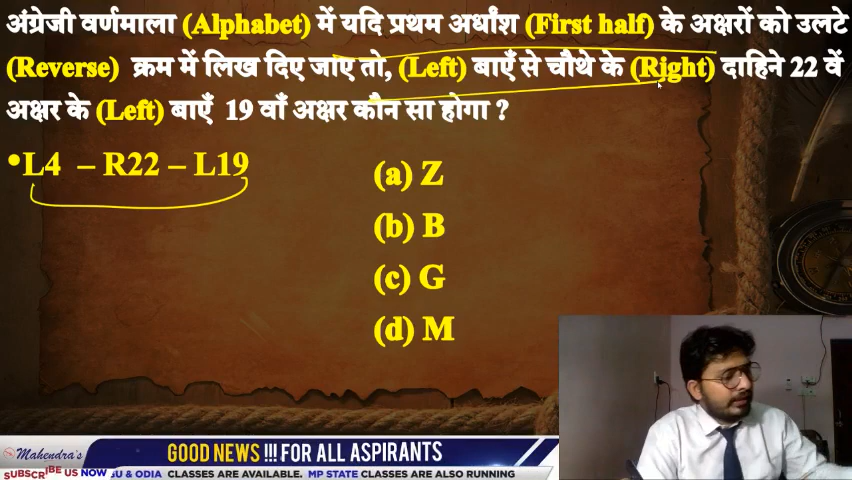 अंग्रेजी वर्णमाला (Alphabet) में यदि प्रथम अर्धांश (First half) के अक्षरों को उलटे
(Reverse) क्रम में लिख दिए जाए तो, (Left) बाएँ से चौथे के (Right) दाहिने 22 वें
अक्षर के (Left) बाएँ 19 वाँ अक्षर कौन सा होगा ?
•L4 – R22 – L19
(a) Z
(b) B
(c) G
(d) M
Mahendra's
GOOD NEWS !!! FOR ALL ASPIRANTS
SUBSCRIBE US NOW
U & ODIA CLASSES ARE AVAILABLE. MP STATE CLASSES ARE ALSO RUNNING